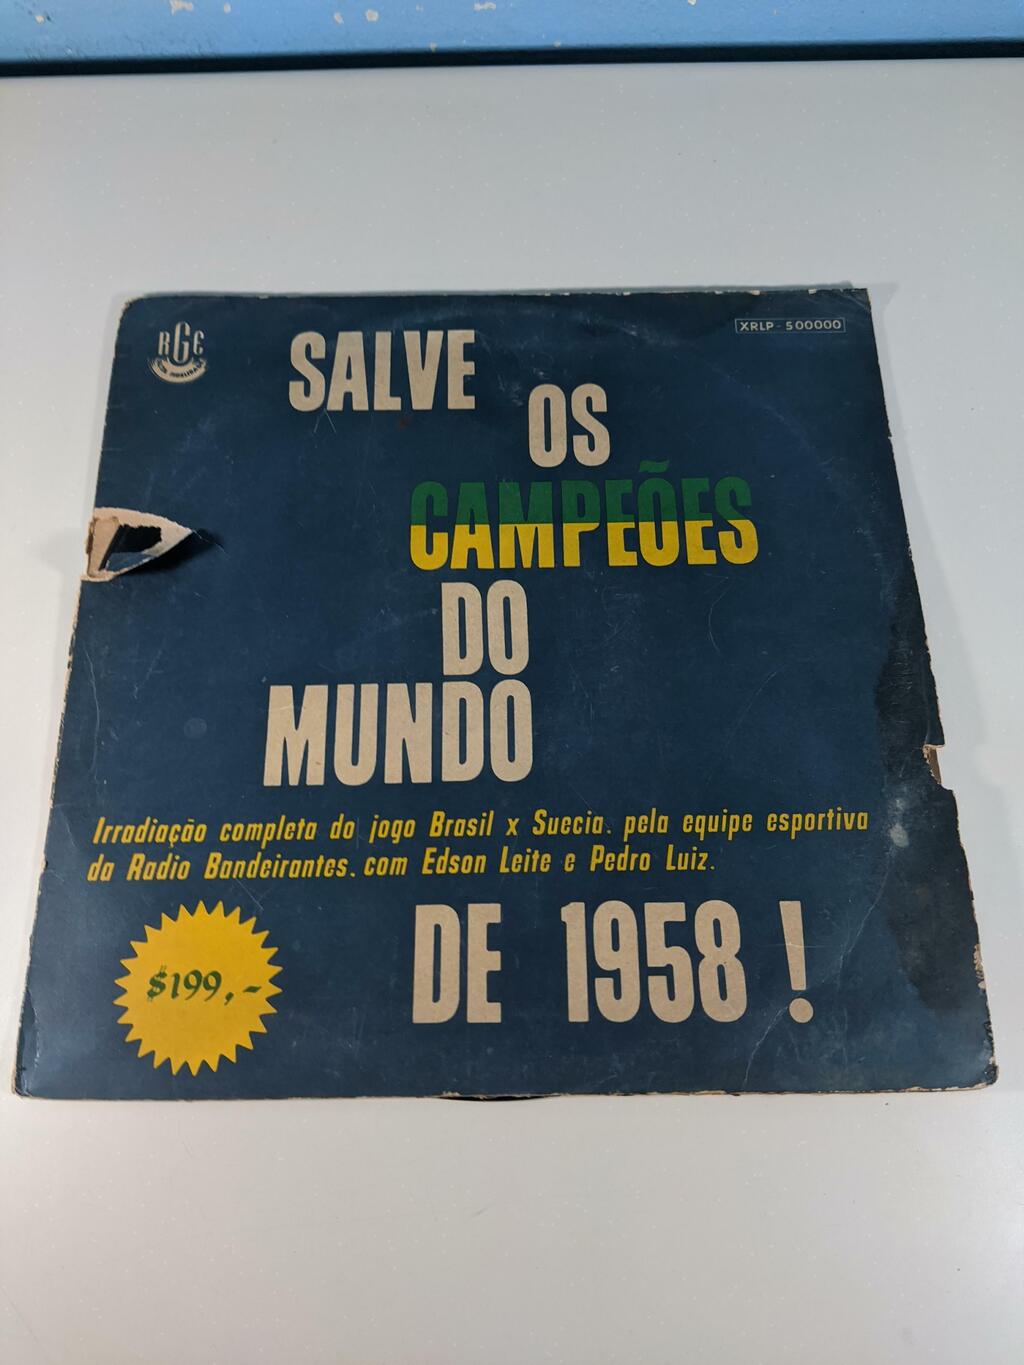 RGE
XRLP - 500000
SALVE
OS
CAMPEÕES
DO
MUNDO
Irradiação completa do jogo Brasil x Suecia. pela equipe esportiva
da Radio Bandeirantes. com Edson Leite e Pedro Luiz.
DE 1958 !
$199,-